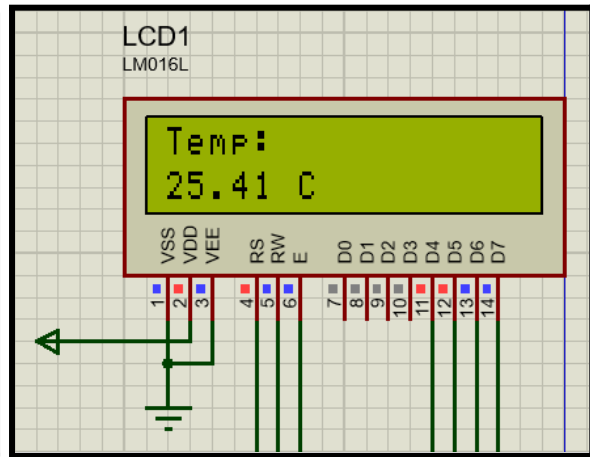 LCD1
LM016L
Temp:
25.41 C
VSS VDD VEE RS RW E D0 D1 D2 D3 D4 D5 D6 D7
1 2 3 4 5 6 7 8 9 10 11 12 13 14